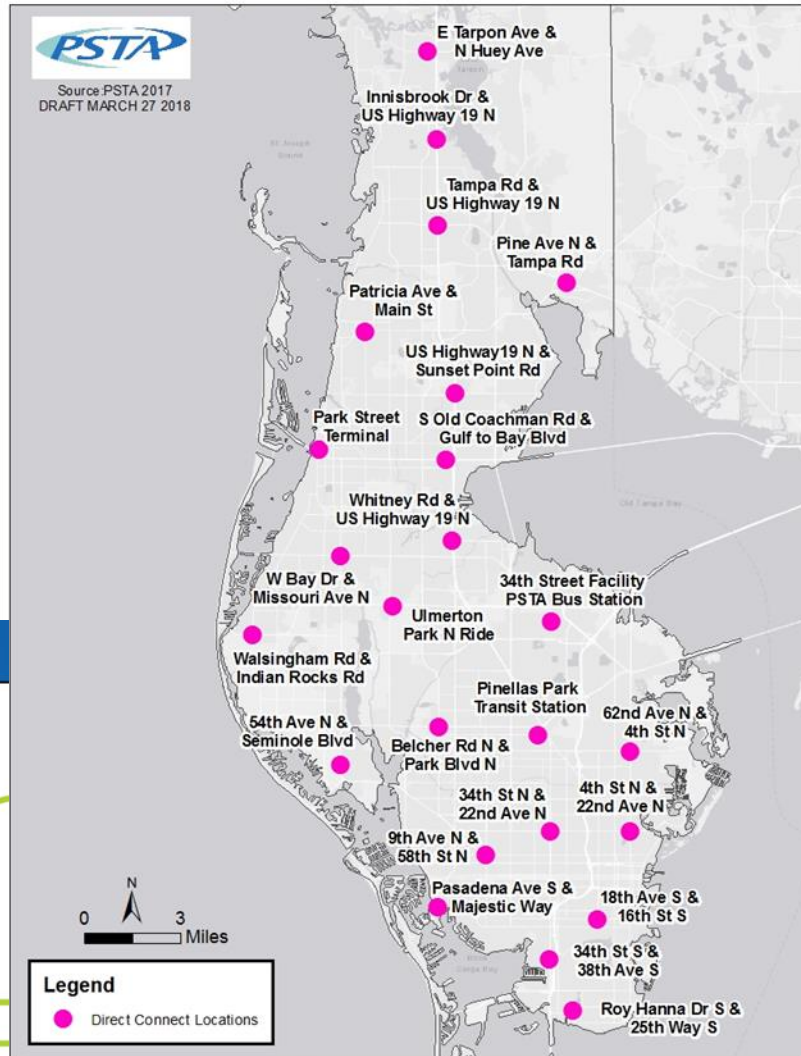 PSTA
Source:PSTA 2017
DRAFT MARCH 27 2018
E Tarpon Ave &
N Huey Ave
Innisbrook Dr &
US Highway 19 N
Tampa Rd &
US Highway 19 N
Pine Ave N &
Tampa Rd
Patricia Ave &
Main St
US Highway19 N &
Sunset Point Rd
Park Street
Terminal
S Old Coachman Rd &
Gulf to Bay Blvd
Whitney Rd &
US Highway 19 N
Old Tampa Bay
W Bay Dr &
Missouri Ave N
34th Street Facility
PSTA Bus Station
Ulmerton
Park N Ride
Walsingham Rd &
Indian Rocks Rd
Pinellas Park
Transit Station
62nd Ave N &
4th St N
54th Ave N &
Seminole Blvd
Belcher Rd N &
Park Blvd N
34th St N &
22nd Ave N
4th St N &
22nd Ave N
9th Ave N &
58th St N
Pasadena Ave S &
Majestic Way
18th Ave S &
16th St S
34th St S &
38th Ave S
Roy Hanna Dr S &
25th Way S
N
0 3
Miles
Legend
Direct Connect Locations